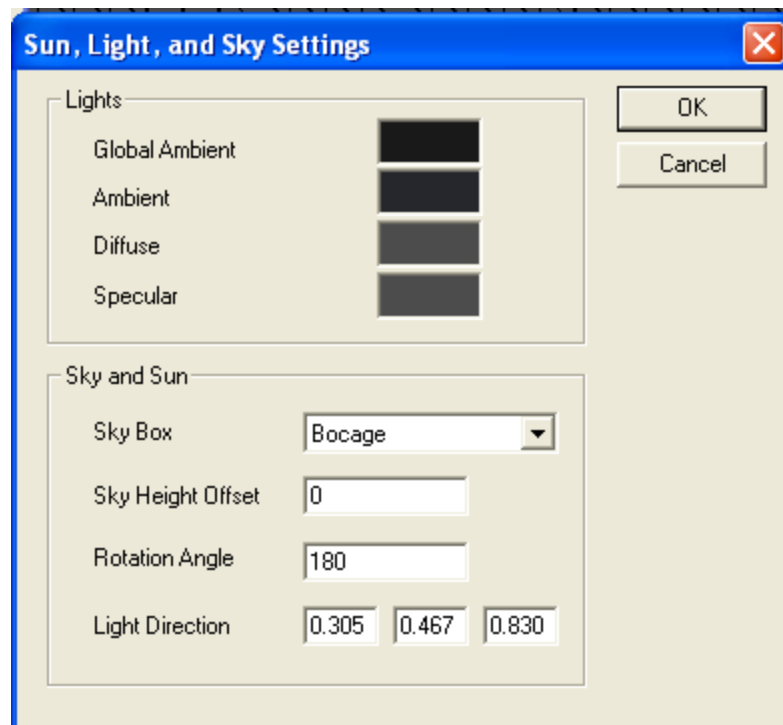 Sun, Light, and Sky Settings
Lights
Global Ambient
Ambient
Diffuse
Specular
OK
Cancel
Sky and Sun
Sky Box Bocage
Sky Height Offset 0
Rotation Angle 180
Light Direction 0.305 0.467 0.830